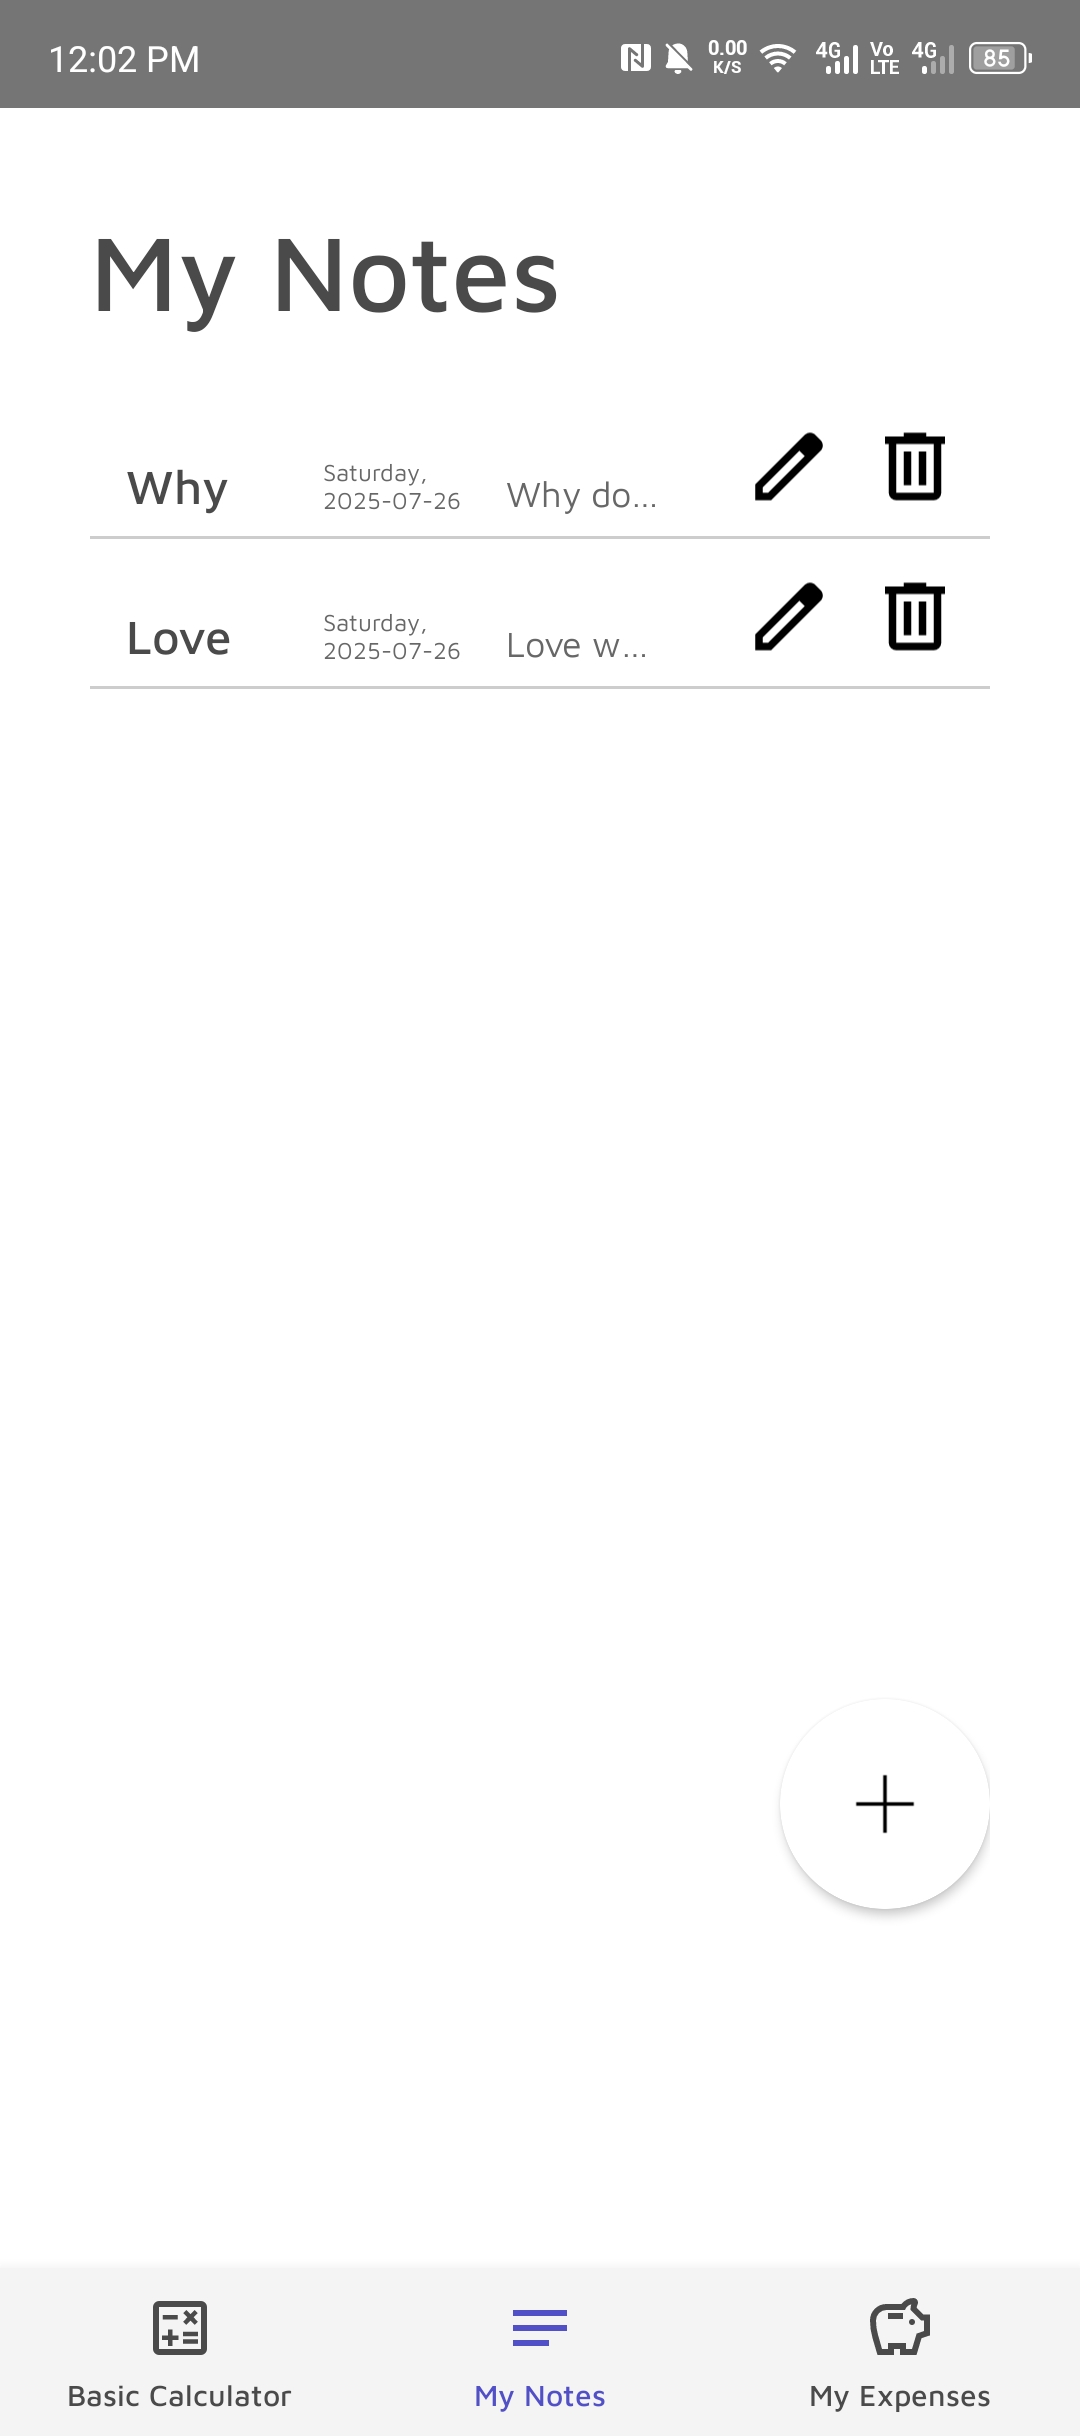 12:02 PM 0.00 K/S 4G Vo LTE 4G 85
My Notes
Why Saturday, 2025-07-26 Why do...
Love Saturday, 2025-07-26 Love w...
Basic Calculator My Notes My Expenses